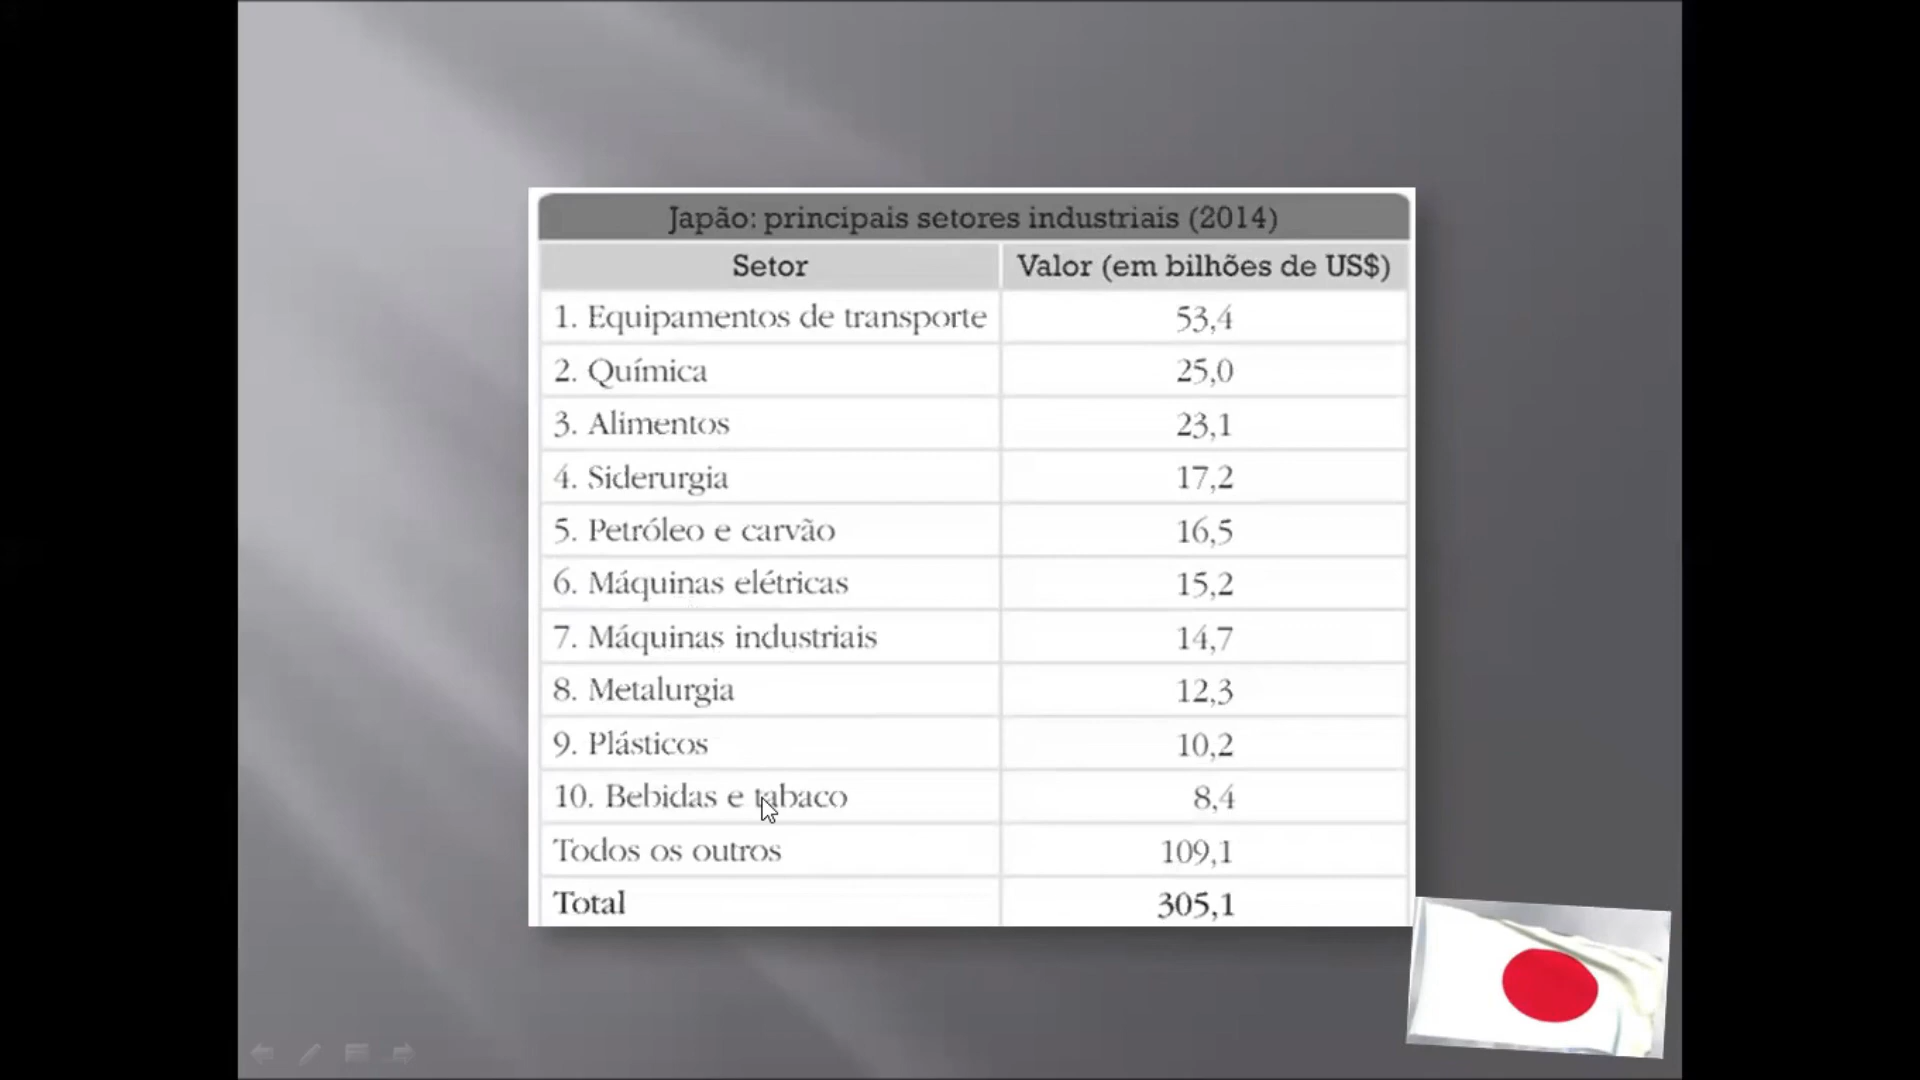 Japão: principais setores industriais (2014)
Setor Valor (em bilhões de US$)
1. Equipamentos de transporte 53,4
2. Química 25,0
3. Alimentos 23,1
4. Siderurgia 17,2
5. Petróleo e carvão 16,5
6. Máquinas elétricas 15,2
7. Máquinas industriais 14,7
8. Metalurgia 12,3
9. Plásticos 10,2
10. Bebidas e tabaco 8,4
Todos os outros 109,1
Total 305,1